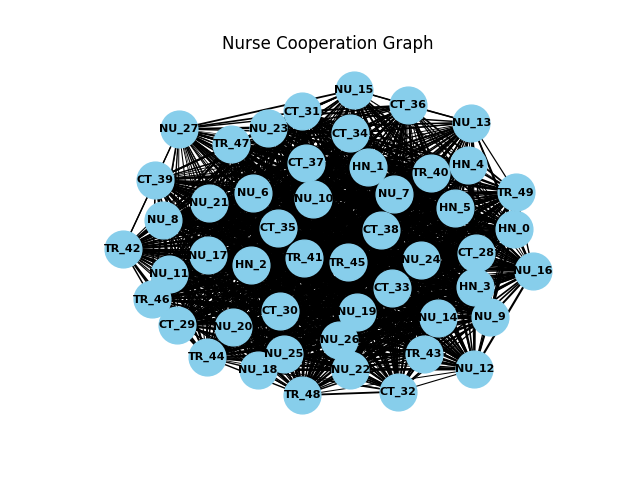 Nurse Cooperation Graph
NU_15
CT_36
CT_31
NU_13
NU_27
NU_23
CT_34
TR_47
CT_37
HN_1
HN_4
TR_40
CT_39
NU_6
NU_7
TR_49
NU_10
NU_21
HN_5
NU_8
CT_35
CT_38
HN_0
TR_42
NU_17
CT_28
TR_41
NU_24
TR_45
HN_2
NU_16
NU_11
HN_3
CT_33
TR_46
CT_30
NU_19
NU_9
NU_14
CT_29
NU_20
NU_26
TR_43
NU_25
TR_44
NU_12
NU_18
NU_22
CT_32
TR_48